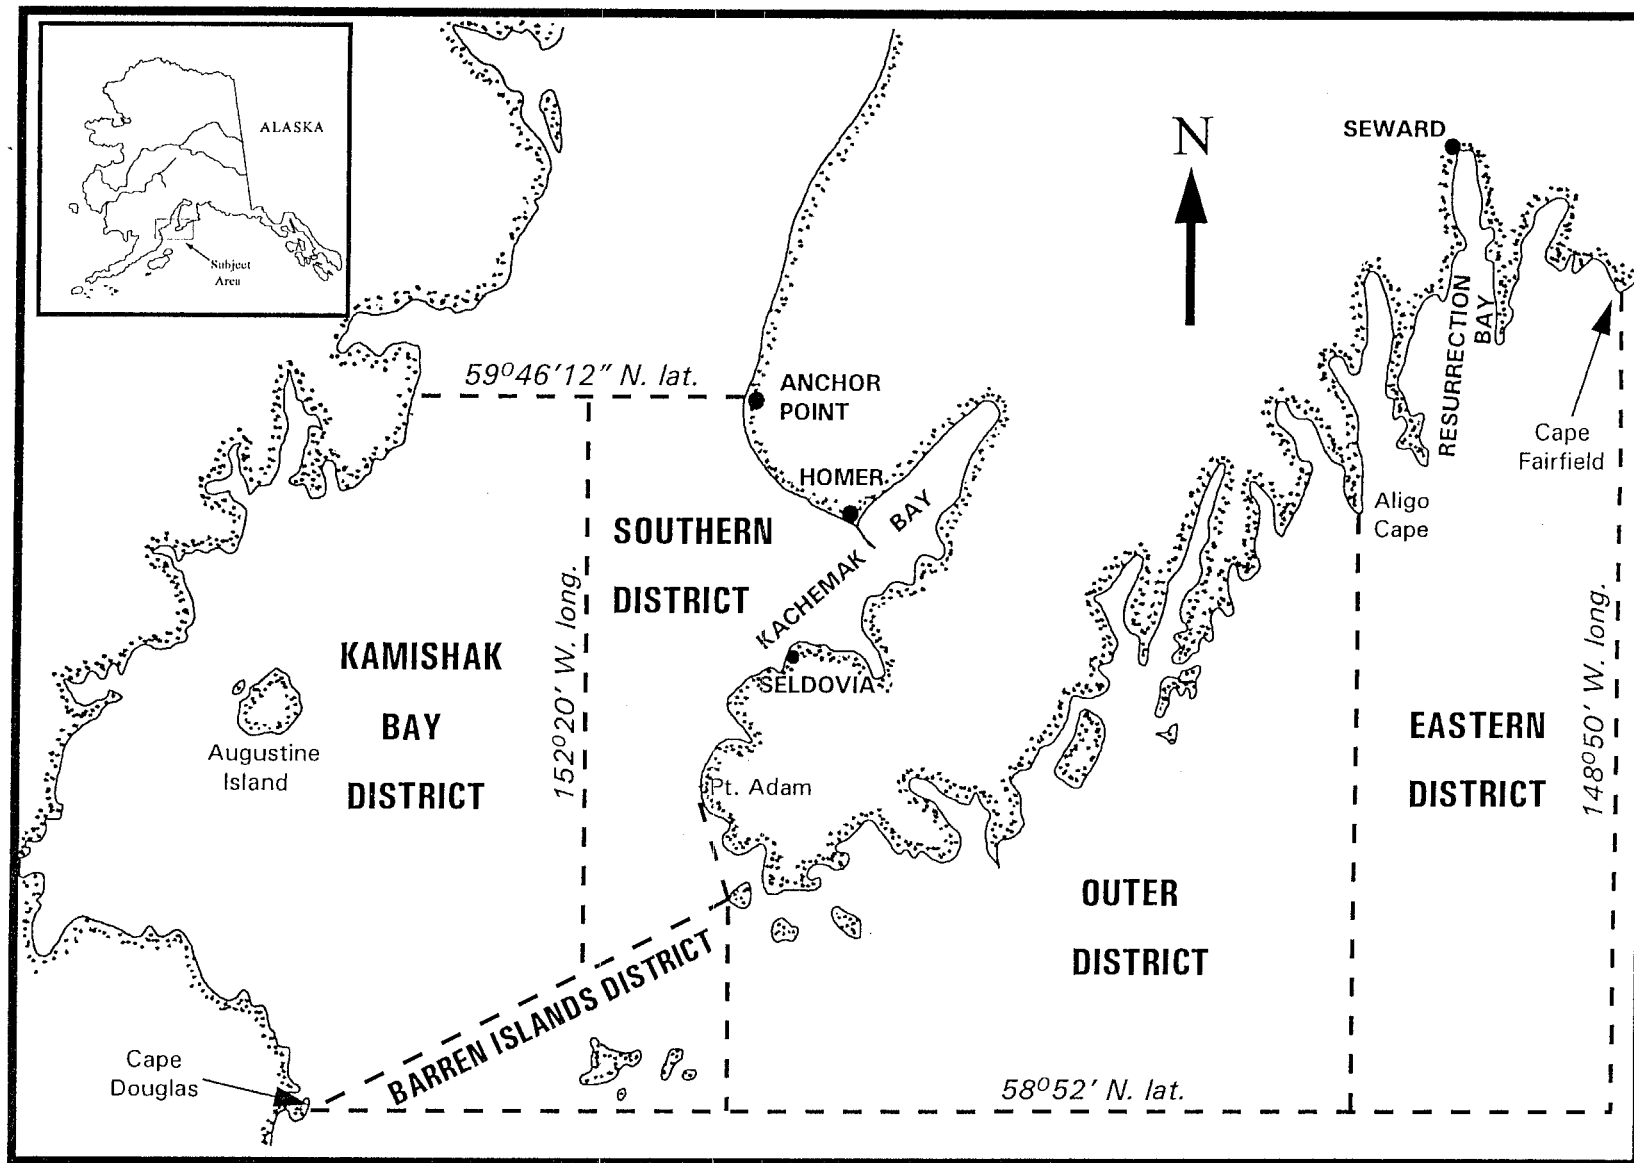 ALASKA
Subject
Area
N
SEWARD
RESURRECTION
BAY
Cape
Fairfield
59°46'12" N. lat.
ANCHOR
POINT
HOMER
KACHEMAK BAY
Aligo
Cape
SOUTHERN
DISTRICT
152°20' W. long.
KAMISHAK
BAY
DISTRICT
Augustine
Island
SELDOVIA
Pt. Adam
EASTERN
DISTRICT
148°50' W. long.
OUTER
DISTRICT
BARREN ISLANDS DISTRICT
Cape
Douglas
58°52' N. lat.